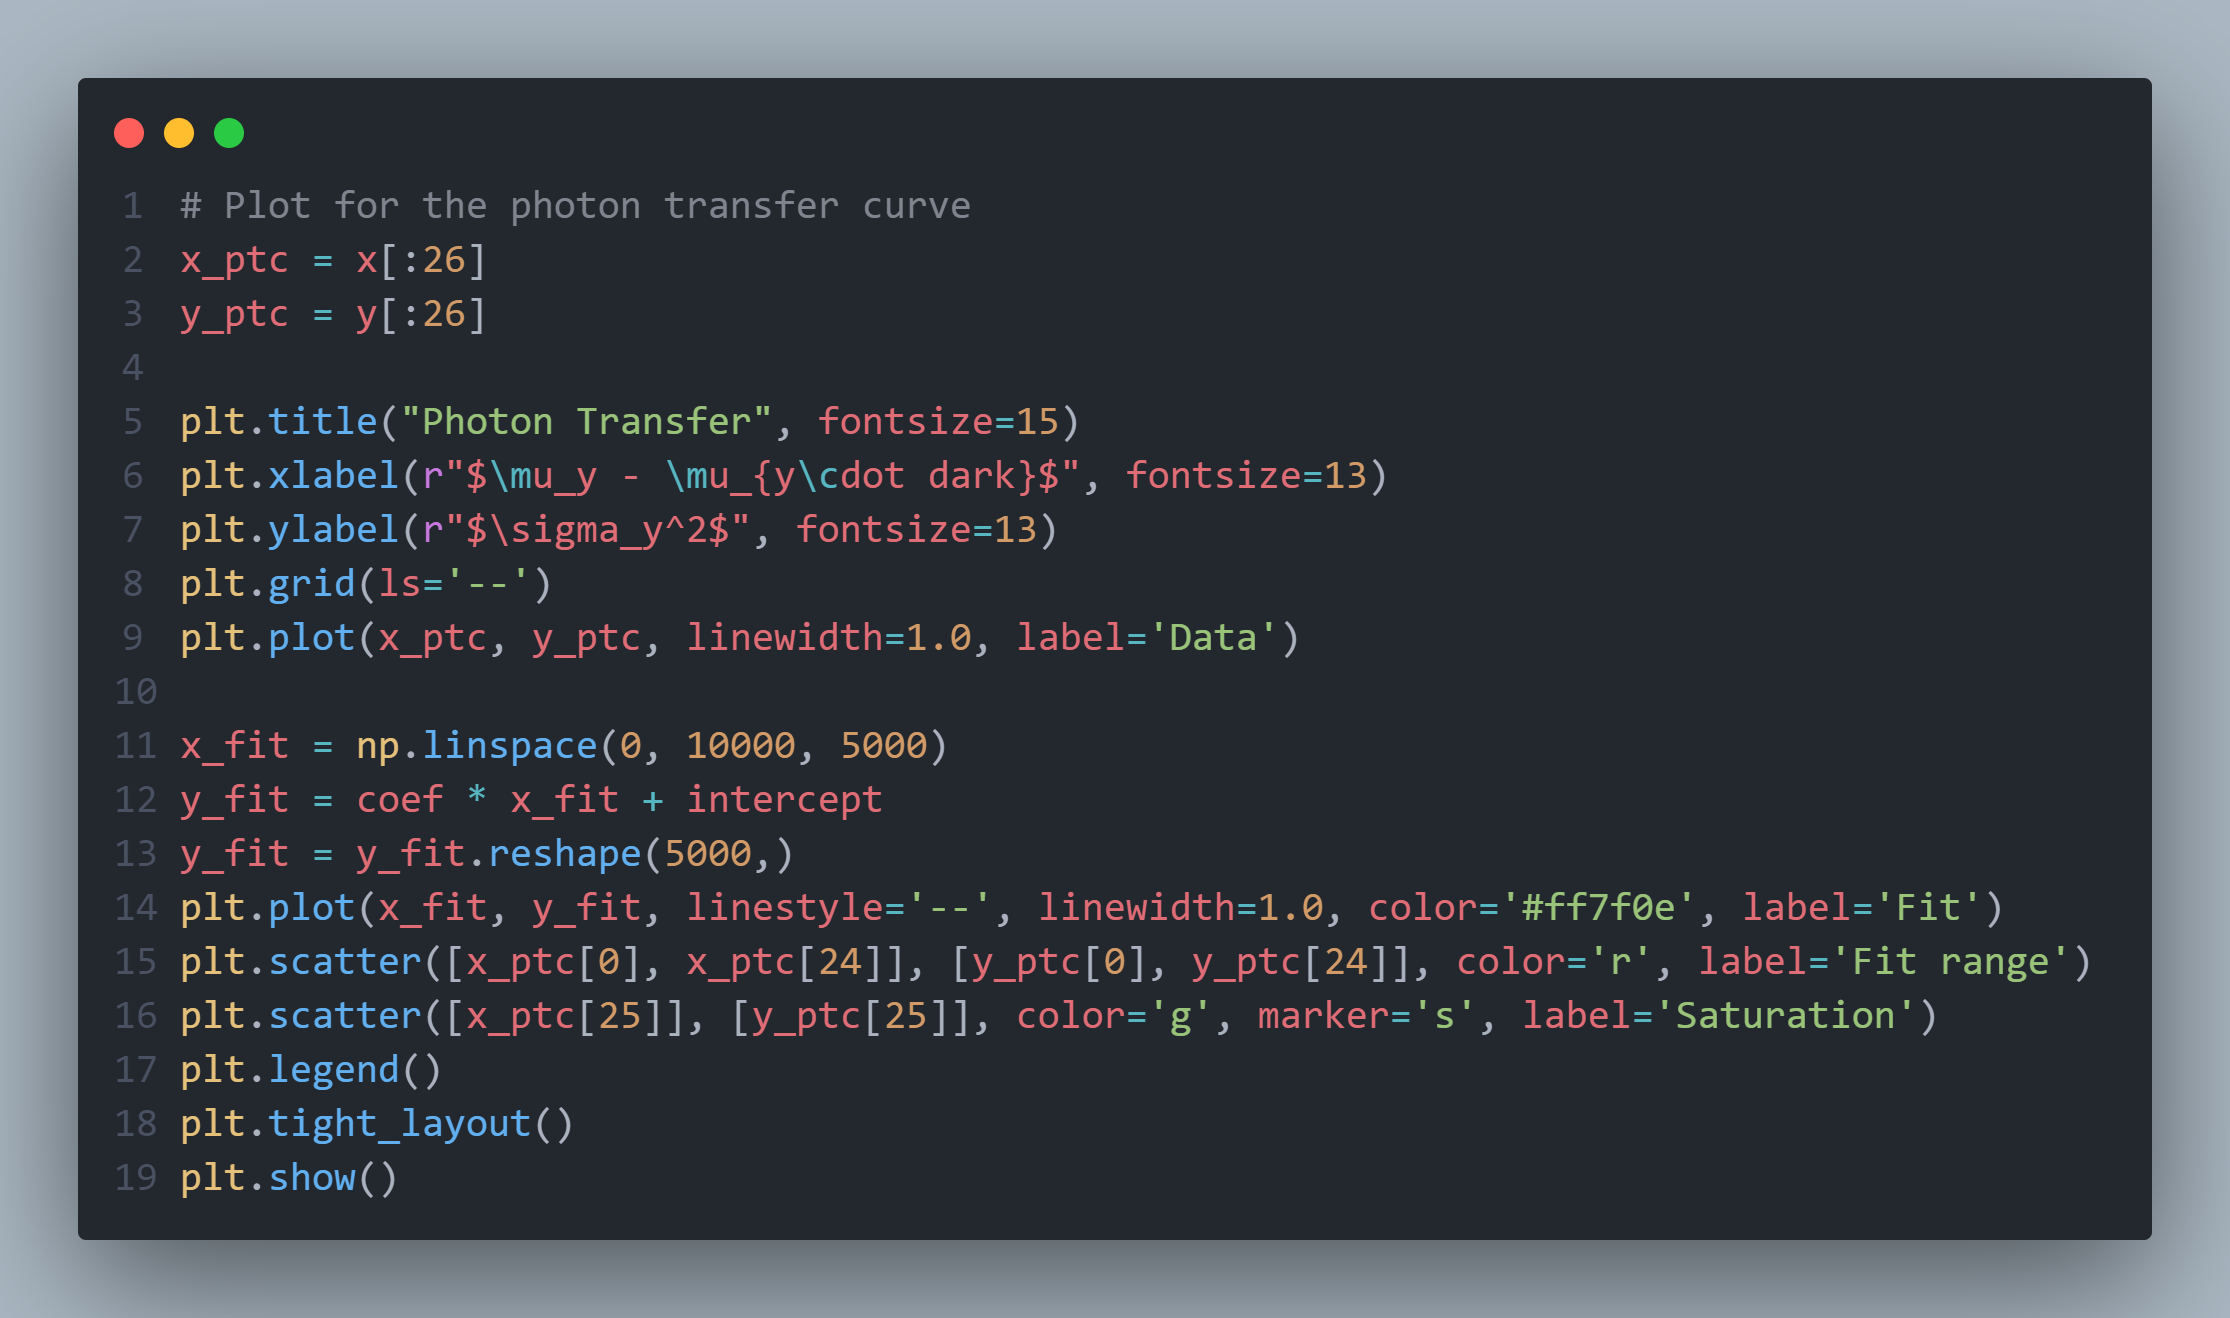 1 # Plot for the photon transfer curve
2 x_ptc = x[:26]
3 y_ptc = y[:26]
4
5 plt.title("Photon Transfer", fontsize=15)
6 plt.xlabel(r"$\mu_y - \mu_{y\cdot dark}$", fontsize=13)
7 plt.ylabel(r"$\sigma_y^2$", fontsize=13)
8 plt.grid(ls='--')
9 plt.plot(x_ptc, y_ptc, linewidth=1.0, label='Data')
10
11 x_fit = np.linspace(0, 10000, 5000)
12 y_fit = coef * x_fit + intercept
13 y_fit = y_fit.reshape(5000,)
14 plt.plot(x_fit, y_fit, linestyle='--', linewidth=1.0, color='#ff7f0e', label='Fit')
15 plt.scatter([x_ptc[0], x_ptc[24]], [y_ptc[0], y_ptc[24]], color='r', label='Fit range')
16 plt.scatter([x_ptc[25]], [y_ptc[25]], color='g', marker='s', label='Saturation')
17 plt.legend()
18 plt.tight_layout()
19 plt.show()